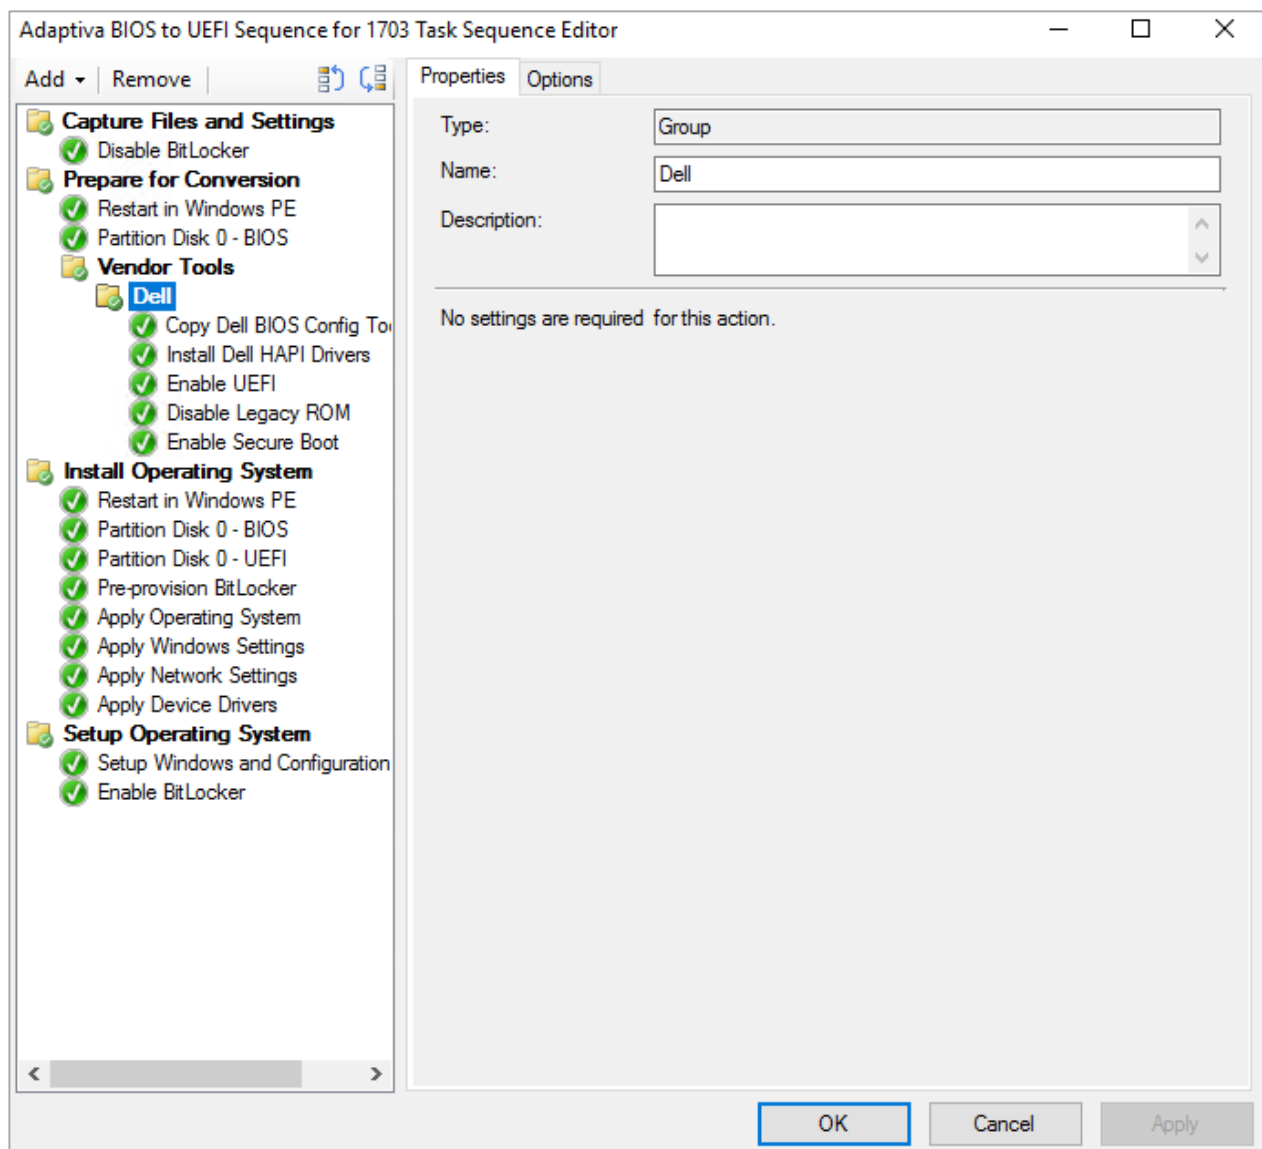 Adaptiva BIOS to UEFI Sequence for 1703 Task Sequence Editor
Add
Remove
Capture Files and Settings
Disable BitLocker
Prepare for Conversion
Restart in Windows PE
Partition Disk 0 - BIOS
Vendor Tools
Dell
Copy Dell BIOS Config To
Install Dell HAPI Drivers
Enable UEFI
Disable Legacy ROM
Enable Secure Boot
Install Operating System
Restart in Windows PE
Partition Disk 0 - BIOS
Partition Disk 0 - UEFI
Pre-provision BitLocker
Apply Operating System
Apply Windows Settings
Apply Network Settings
Apply Device Drivers
Setup Operating System
Setup Windows and Configuration
Enable BitLocker
Properties
Options
Type: Group
Name: Dell
Description:
No settings are required for this action.
OK
Cancel
Apply